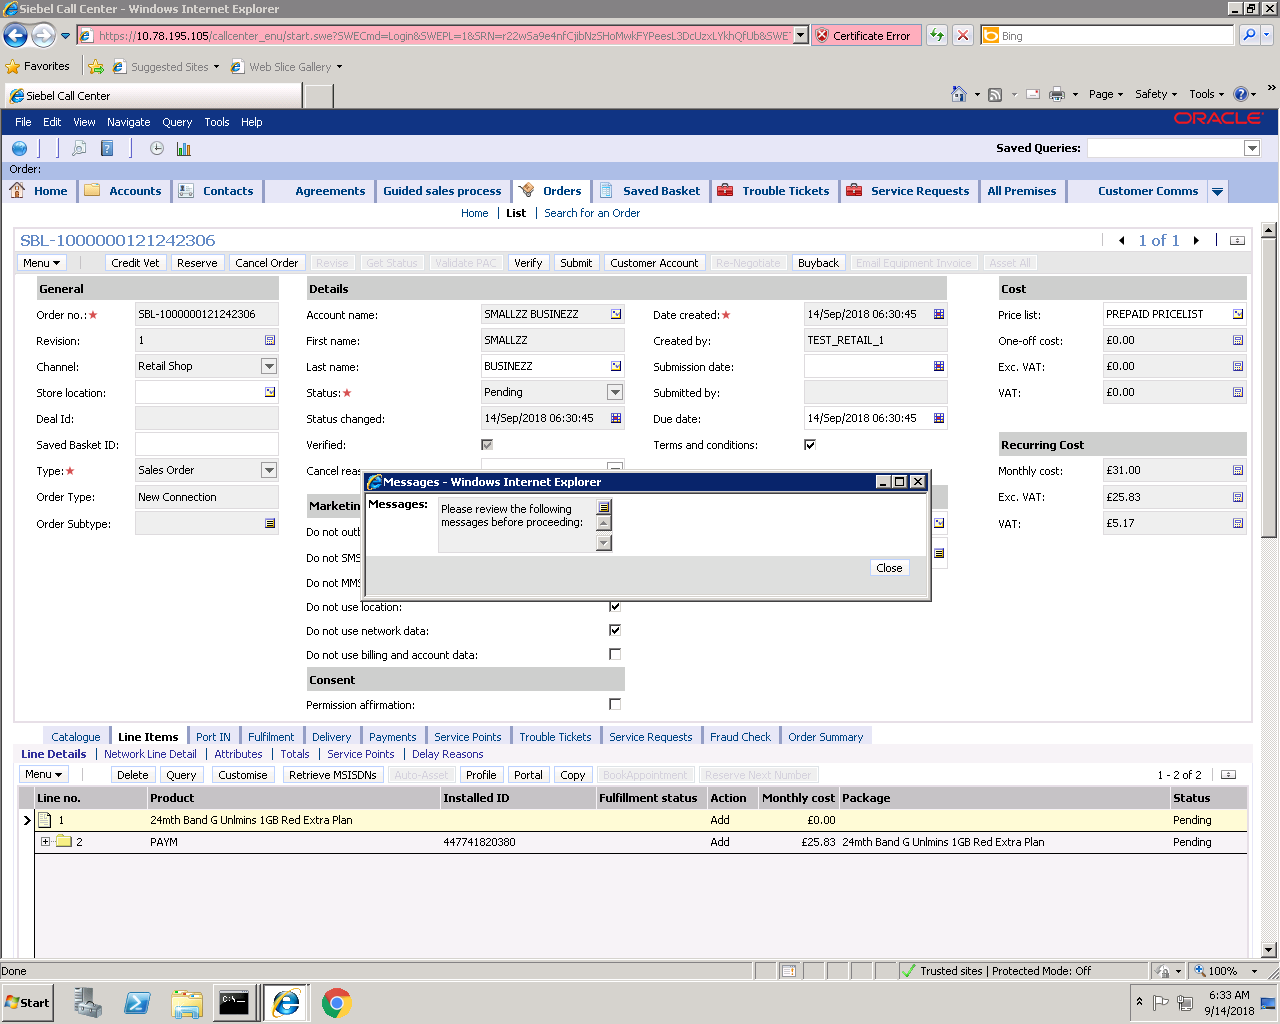 Siebel Call Center - Windows Internet Explorer
https://10.78.195.105/callcenter_enu/start.swe?SWECmd=Login&SWEPL=1&SRN=
Certificate Error
Bing
Favorites
Suggested Sites
Web Slice Gallery
Siebel Call Center
Page
Safety
Tools
»
File Edit View Navigate Query Tools Help
ORACLE
Saved Queries:
Order:
Home
Accounts
Contacts
Agreements
Guided sales process
Orders
Saved Basket
Trouble Tickets
Service Requests
All Premises
Customer Comms
Home | List | Search for an Order
SBL-1000000121242306
1 of 1
Menu
Credit Vet
Reserve
Cancel Order
Revise
Get Status
Validate PAC
Verify
Submit
Customer Account
Re-Negotiate
Buyback
Email Equipment Invoice
Asset All
General
Details
Cost
Order no.: SBL-1000000121242306
Account name: SMALLZZ BUSINEZZ
Date created: 14/Sep/2018 06:30:45
Price list: PREPAID PRICELIST
Revision: 1
First name: SMALLZZ
Created by: TEST_RETAIL_1
One-off cost: £0.00
Channel: Retail Shop
Last name: BUSINEZZ
Submission date:
Exc. VAT: £0.00
Store location:
Status: Pending
Submitted by:
VAT: £0.00
Deal Id:
Status changed: 14/Sep/2018 06:30:45
Due date: 14/Sep/2018 06:30:45
Saved Basket ID:
Verified:
Terms and conditions:
Recurring Cost
Type: Sales Order
Cancel reas
Monthly cost: £31.00
Order Type: New Connection
Exc. VAT: £25.83
Order Subtype:
VAT: £5.17
Messages - Windows Internet Explorer
Messages:
Please review the following
messages before proceeding:
Close
Marketin
Do not outb
Do not SMS
Do not MMS
Do not use location:
Do not use network data:
Do not use billing and account data:
Consent
Permission affirmation:
Catalogue
Line Items
Port IN
Fulfilment
Delivery
Payments
Service Points
Trouble Tickets
Service Requests
Fraud Check
Order Summary
Line Details | Network Line Detail | Attributes | Totals | Service Points | Delay Reasons
Menu
Delete
Query
Customise
Retrieve MSISDNs
Auto-Asset
Profile
Portal
Copy
BookAppointment
Reserve Next Number
1 - 2 of 2
Line no. Product Installed ID Fulfillment status Action Monthly cost Package Status
1 24mth Band G Unlmins 1GB Red Extra Plan Add £0.00 Pending
2 PAYM 447741820380 Add £25.83 24mth Band G Unlmins 1GB Red Extra Plan Pending
Done
Trusted sites | Protected Mode: Off
100%
Start
6:33 AM
9/14/2018